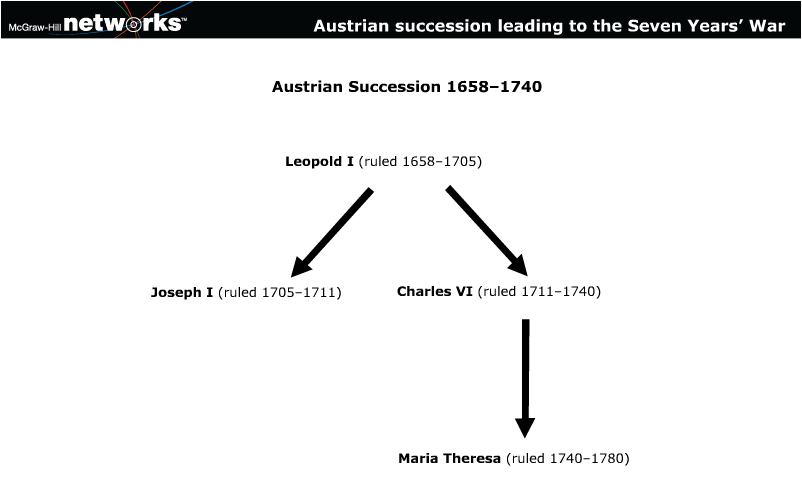 McGraw-Hill networks™
Austrian succession leading to the Seven Years’ War
Austrian Succession 1658–1740
Leopold I (ruled 1658–1705)
Joseph I (ruled 1705–1711)
Charles VI (ruled 1711–1740)
Maria Theresa (ruled 1740–1780)